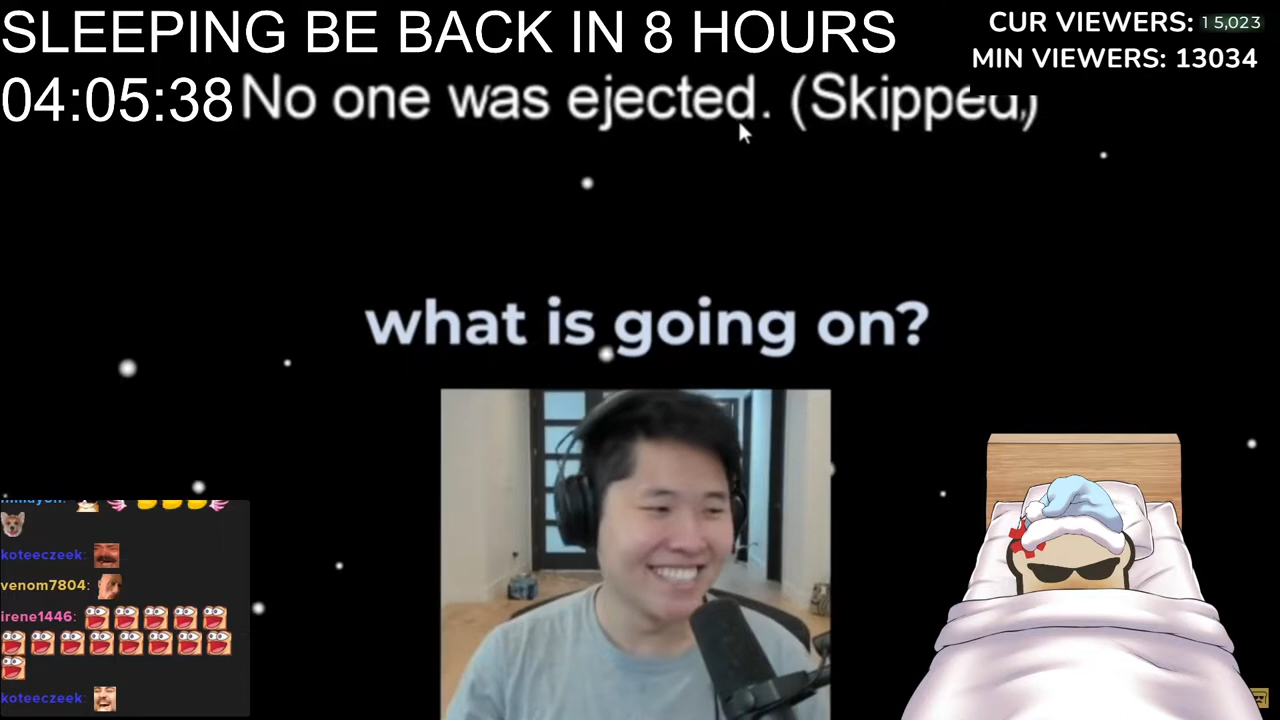 SLEEPING BE BACK IN 8 HOURS
CUR VIEWERS: 15,023
MIN VIEWERS: 13034
04:05:38
No one was ejected. (Skipped)
what is going on?
koteeczeek:
venom7804:
irene1446:
koteeczeek: